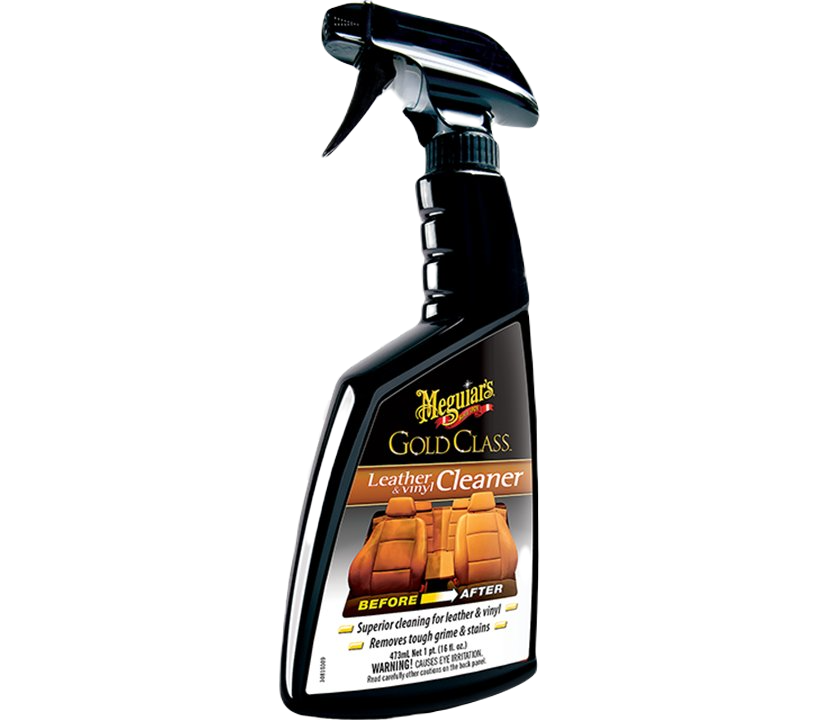 Meguiar's
GOLD CLASS™
Leather & vinyl Cleaner
BEFORE AFTER
Superior cleaning for leather & vinyl
Removes tough grime & stains
473mL Net 1 pt. (16 fl. oz.)
WARNING! CAUSES EYE IRRITATION.
Read carefully other cautions on the back panel.